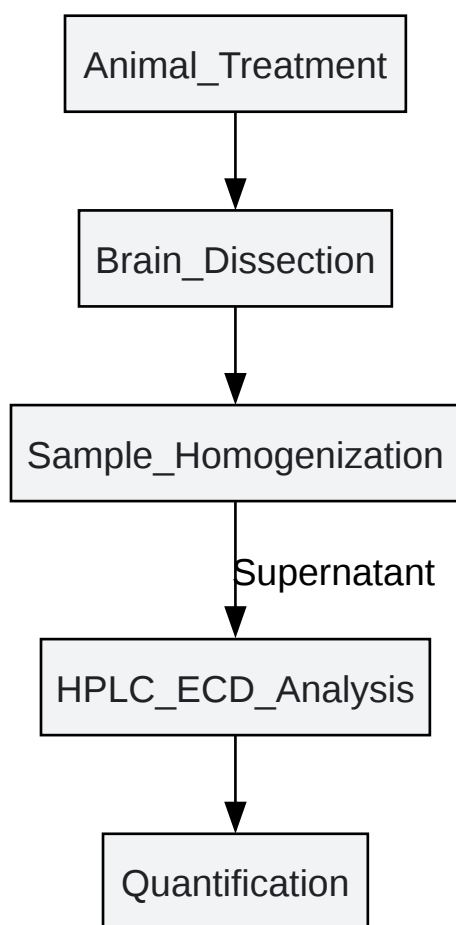 Animal_Treatment
Brain_Dissection
Sample_Homogenization
Supernatant
HPLC_ECD_Analysis
Quantification